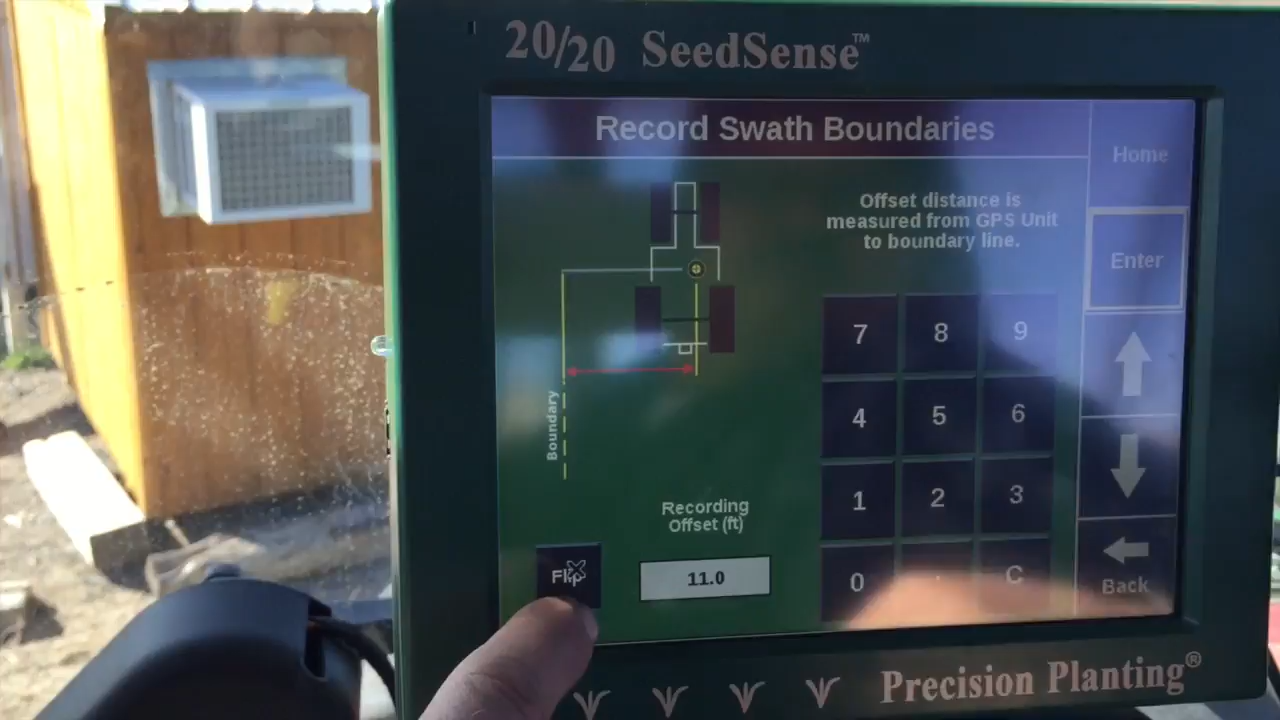 20/20 SeedSense™
Record Swath Boundaries
Home
Offset distance is
measured from GPS Unit
to boundary line.
Enter
7 8 9
4 5 6
Boundary
1 2 3
Recording
Offset (ft)
Flip
11.0
0 . C
Back
Precision Planting®